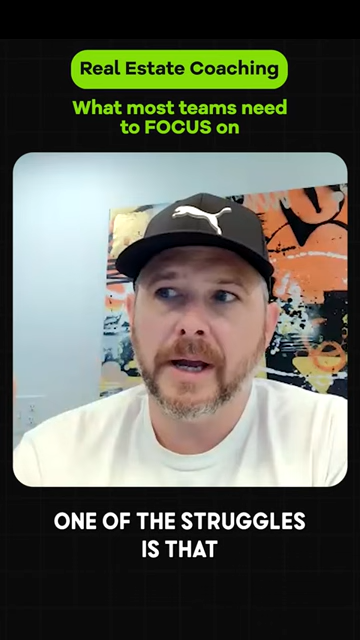 Real Estate Coaching
What most teams need
to FOCUS on
ONE OF THE STRUGGLES
IS THAT